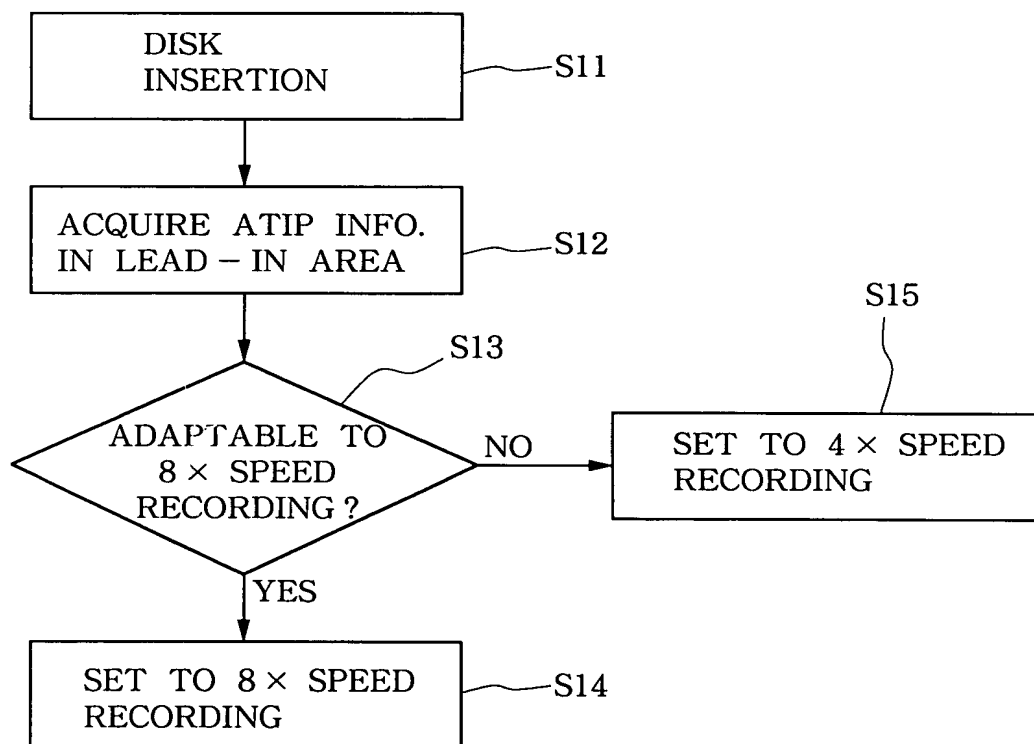 DISK
INSERTION
S11
ACQUIRE ATIP INFO.
IN LEAD – IN AREA
S12
S13
S15
ADAPTABLE TO
8 × SPEED
RECORDING ?
NO
SET TO 4 × SPEED
RECORDING
YES
SET TO 8 × SPEED
RECORDING
S14